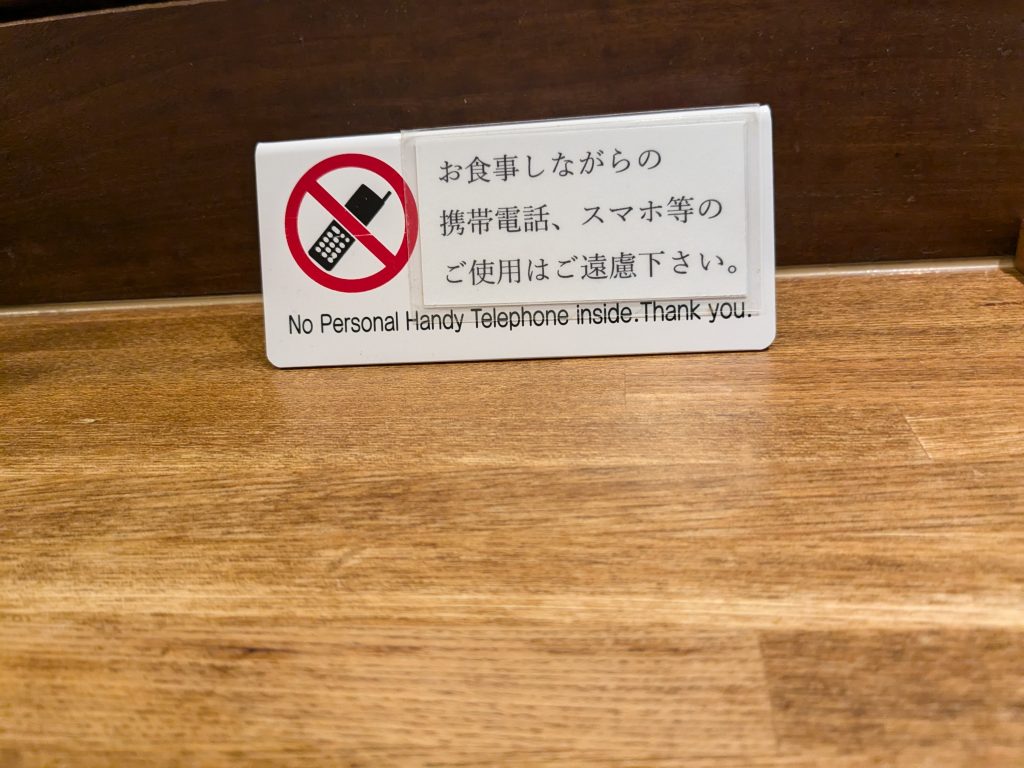 お食事しながらの
携帯電話、スマホ等の
ご使用はご遠慮下さい。
No Personal Handy Telephone inside.Thank you.